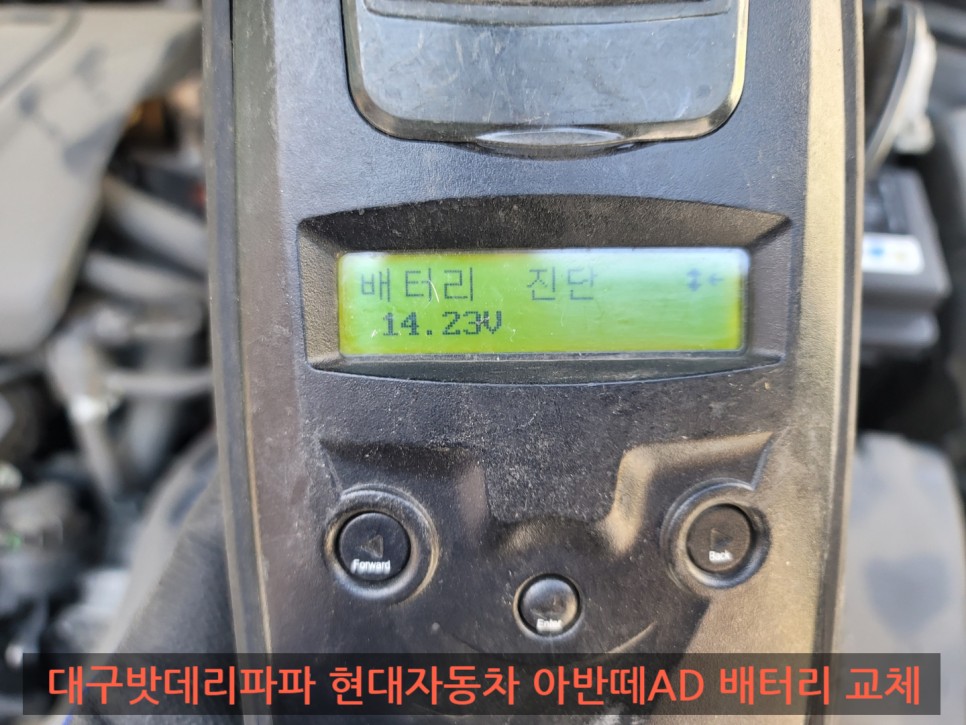 배터리 진단
14.23V
Forward
Back
Enter
대구밧데리파파 현대자동차 아반떼AD 배터리 교체